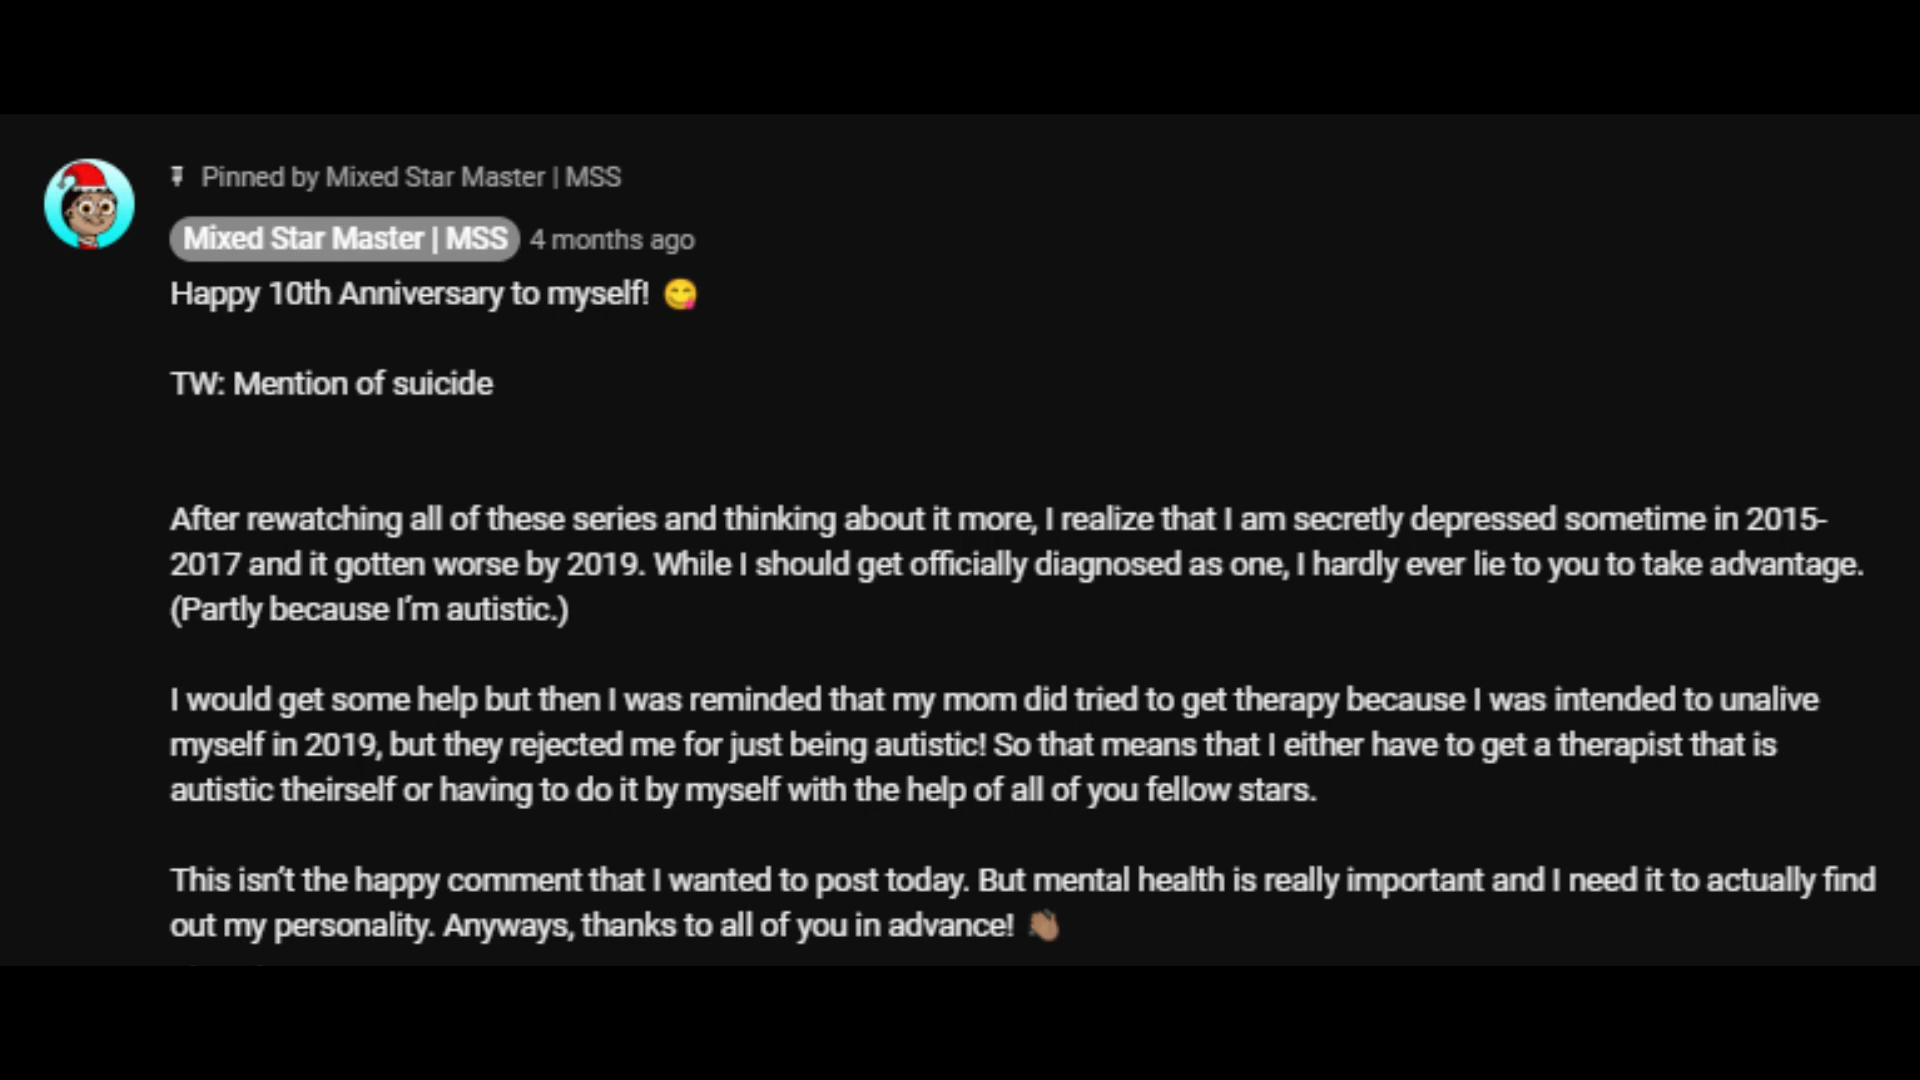 Pinned by Mixed Star Master | MSS
Mixed Star Master | MSS 4 months ago
Happy 10th Anniversary to myself! 😋
TW: Mention of suicide
After rewatching all of these series and thinking about it more, I realize that I am secretly depressed sometime in 2015-
2017 and it gotten worse by 2019. While I should get officially diagnosed as one, I hardly ever lie to you to take advantage.
(Partly because I'm autistic.)
I would get some help but then I was reminded that my mom did tried to get therapy because I was intended to unalive
myself in 2019, but they rejected me for just being autistic! So that means that I either have to get a therapist that is
autistic theirself or having to do it by myself with the help of all of you fellow stars.
This isn't the happy comment that I wanted to post today. But mental health is really important and I need it to actually find
out my personality. Anyways, thanks to all of you in advance! 👋🏽